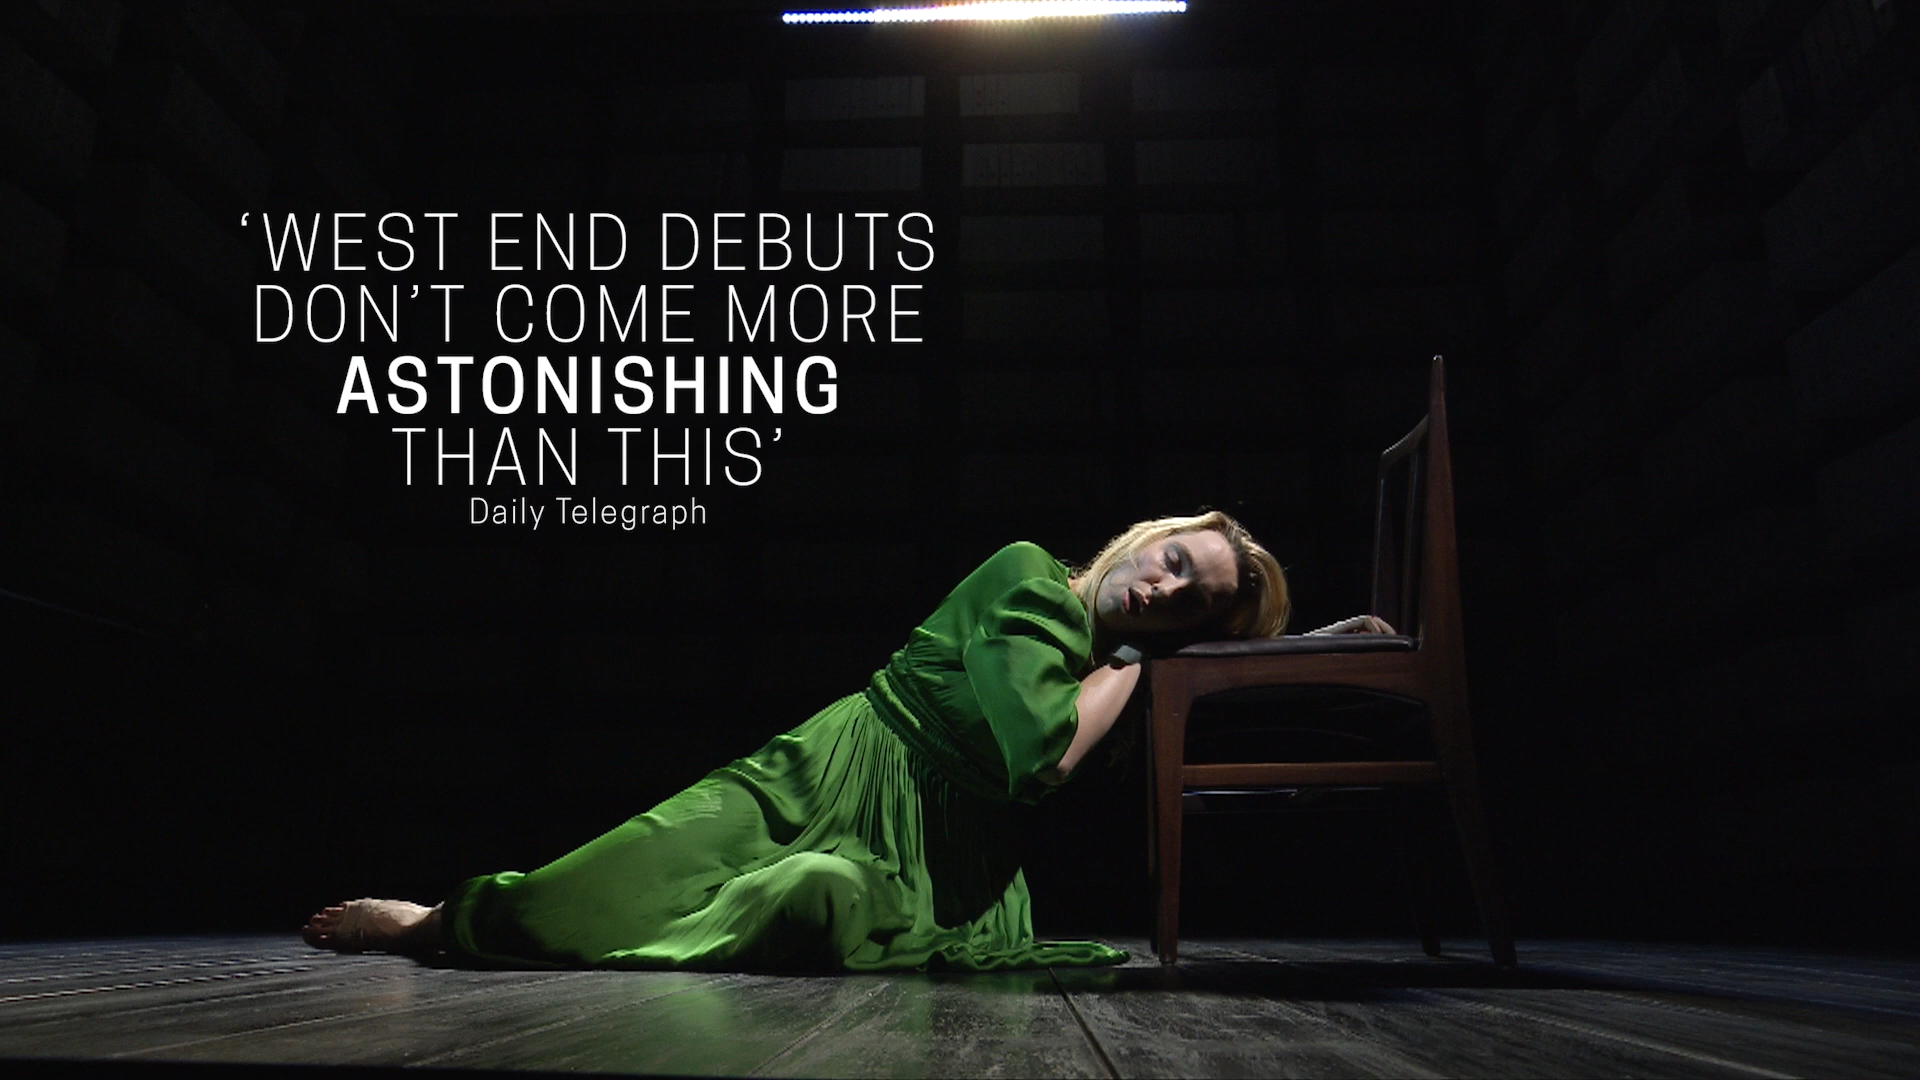 ‘WEST END DEBUTS
DON’T COME MORE
ASTONISHING
THAN THIS’
Daily Telegraph